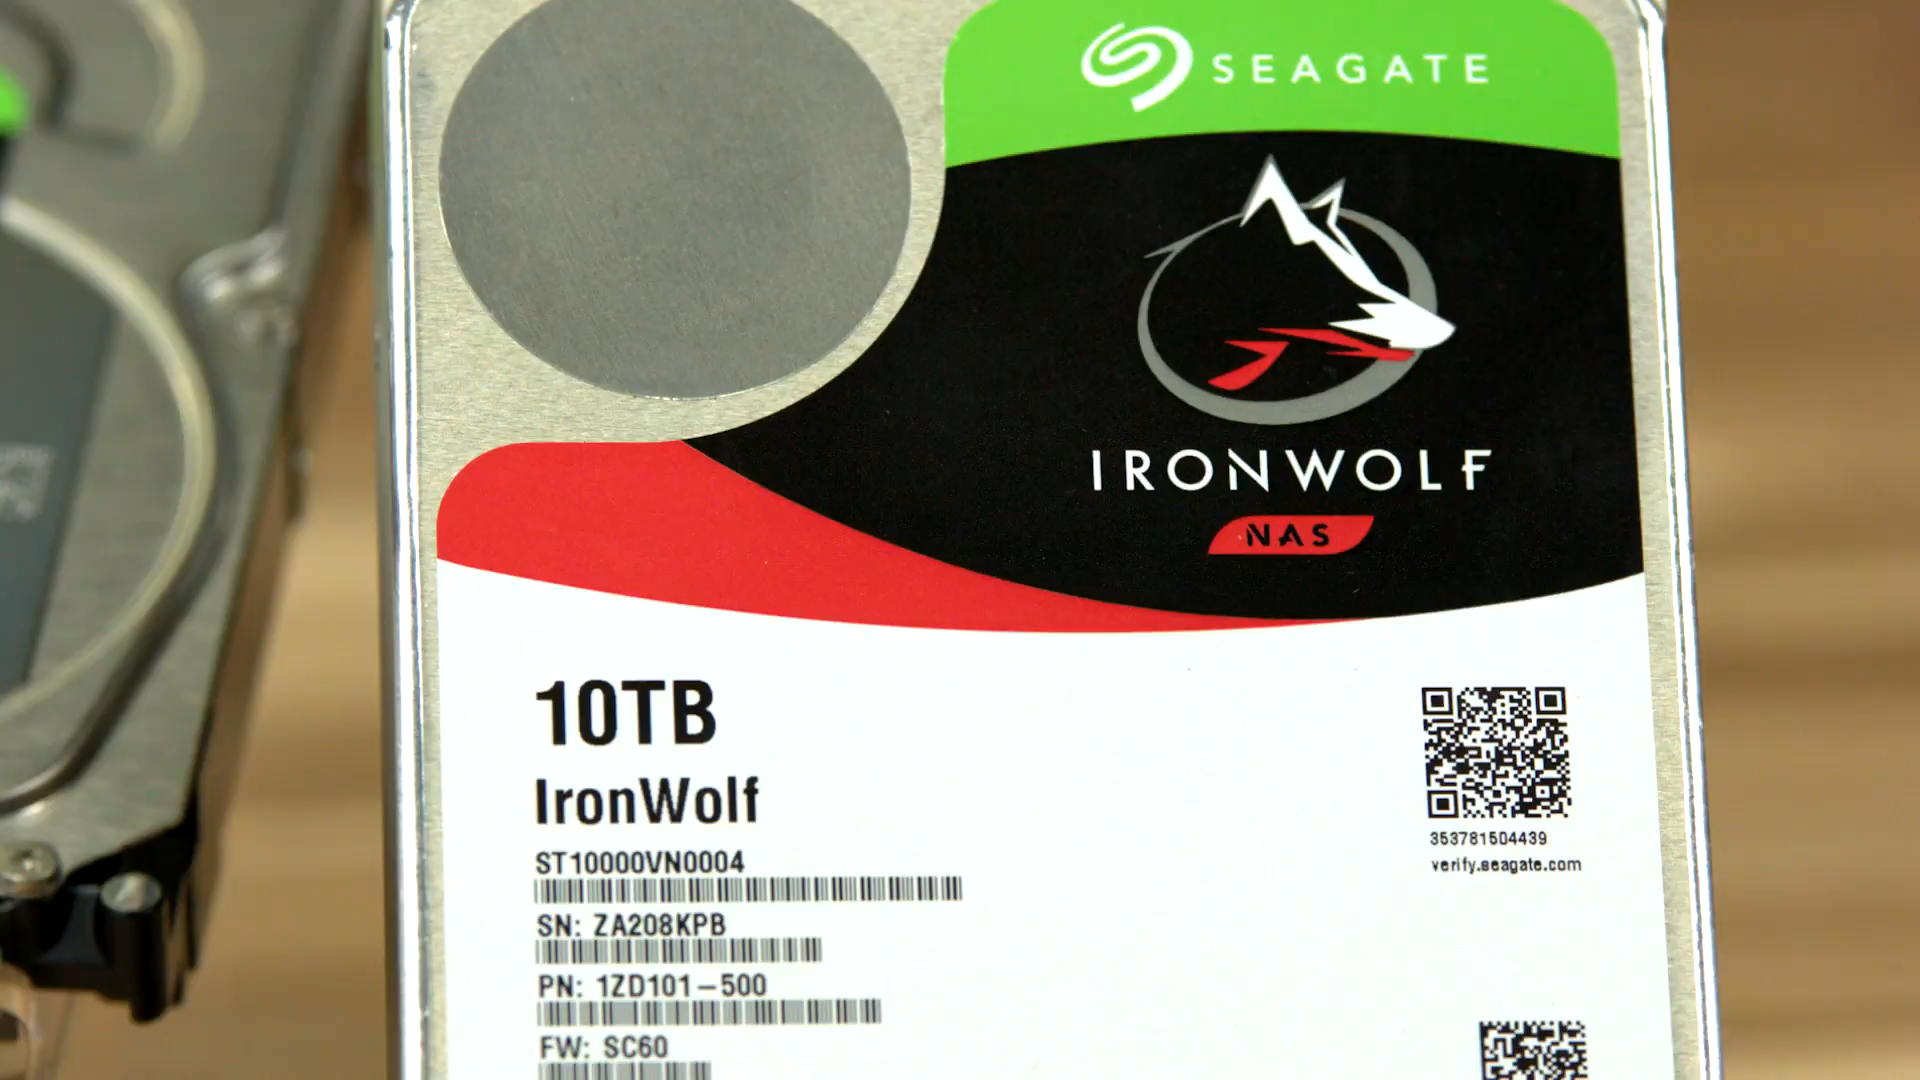 SEAGATE
IRONWOLF
NAS
10TB
IronWolf
ST10000VN0004
SN: ZA208KPB
PN: 1ZD101-500
FW: SC60
353781504439
verify.seagate.com